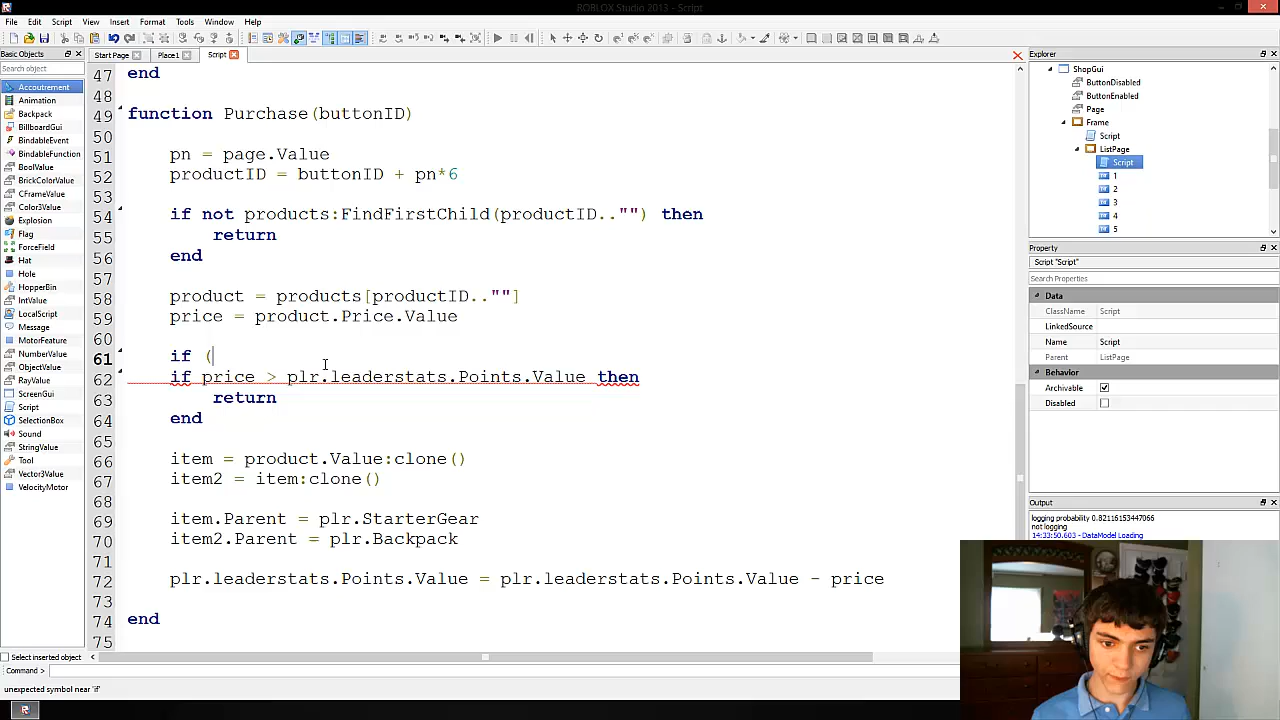 ROBLOX Studio 2013 - Script
File Edit Script View Insert Format Tools Window Help
Basic Objects
Start Page Place1 Script
Explorer
Search object
Accoutrement
Animation
Backpack
BillboardGui
BindableEvent
BindableFunction
BoolValue
BrickColorValue
CFrameValue
Color3Value
Explosion
Flag
ForceField
Hat
Hole
HopperBin
IntValue
LocalScript
Message
MotorFeature
NumberValue
ObjectValue
RayValue
ScreenGui
Script
SelectionBox
Sound
StringValue
Tool
Vector3Value
VelocityMotor
Select inserted object
47 end
48
49 function Purchase(buttonID)
50
51 pn = page.Value
52 productID = buttonID + pn*6
53
54 if not products:FindFirstChild(productID.."") then
55 return
56 end
57
58 product = products[productID..""]
59 price = product.Price.Value
60
61 if (
62 if price > plr.leaderstats.Points.Value then
63 return
64 end
65
66 item = product.Value:clone()
67 item2 = item:clone()
68
69 item.Parent = plr.StarterGear
70 item2.Parent = plr.Backpack
71
72 plr.leaderstats.Points.Value = plr.leaderstats.Points.Value - price
73
74 end
75
ShopGui
ButtonDisabled
ButtonEnabled
Page
Frame
Script
ListPage
Script
1
2
3
4
5
Property
Script "Script"
Search Properties
Data
ClassName Script
LinkedSource
Name Script
Parent ListPage
Behavior
Archivable
Disabled
Output
logging probability 0.82116153447066
not logging
14:33:50.603 - DataModel Loading
Command >
unexpected symbol near 'if'